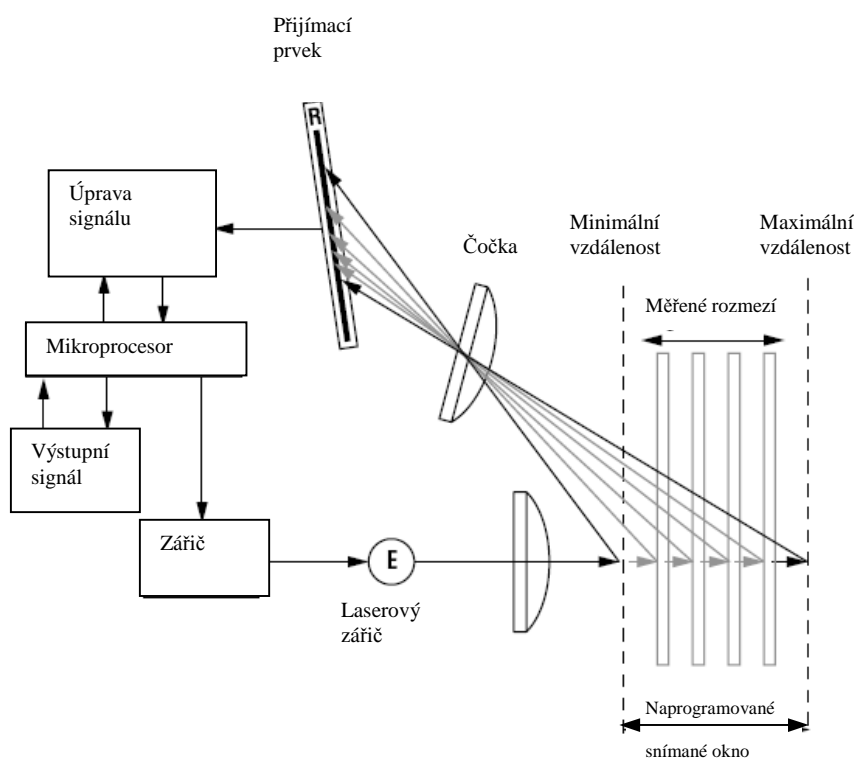 Přijímací
prvek
R
Úprava
signálu
Minimální
vzdálenost
Maximální
vzdálenost
Čočka
Měřené rozmezí
Mikroprocesor
Výstupní
signál
Zářič
E
Laserový
zářič
Naprogramované
snímané okno